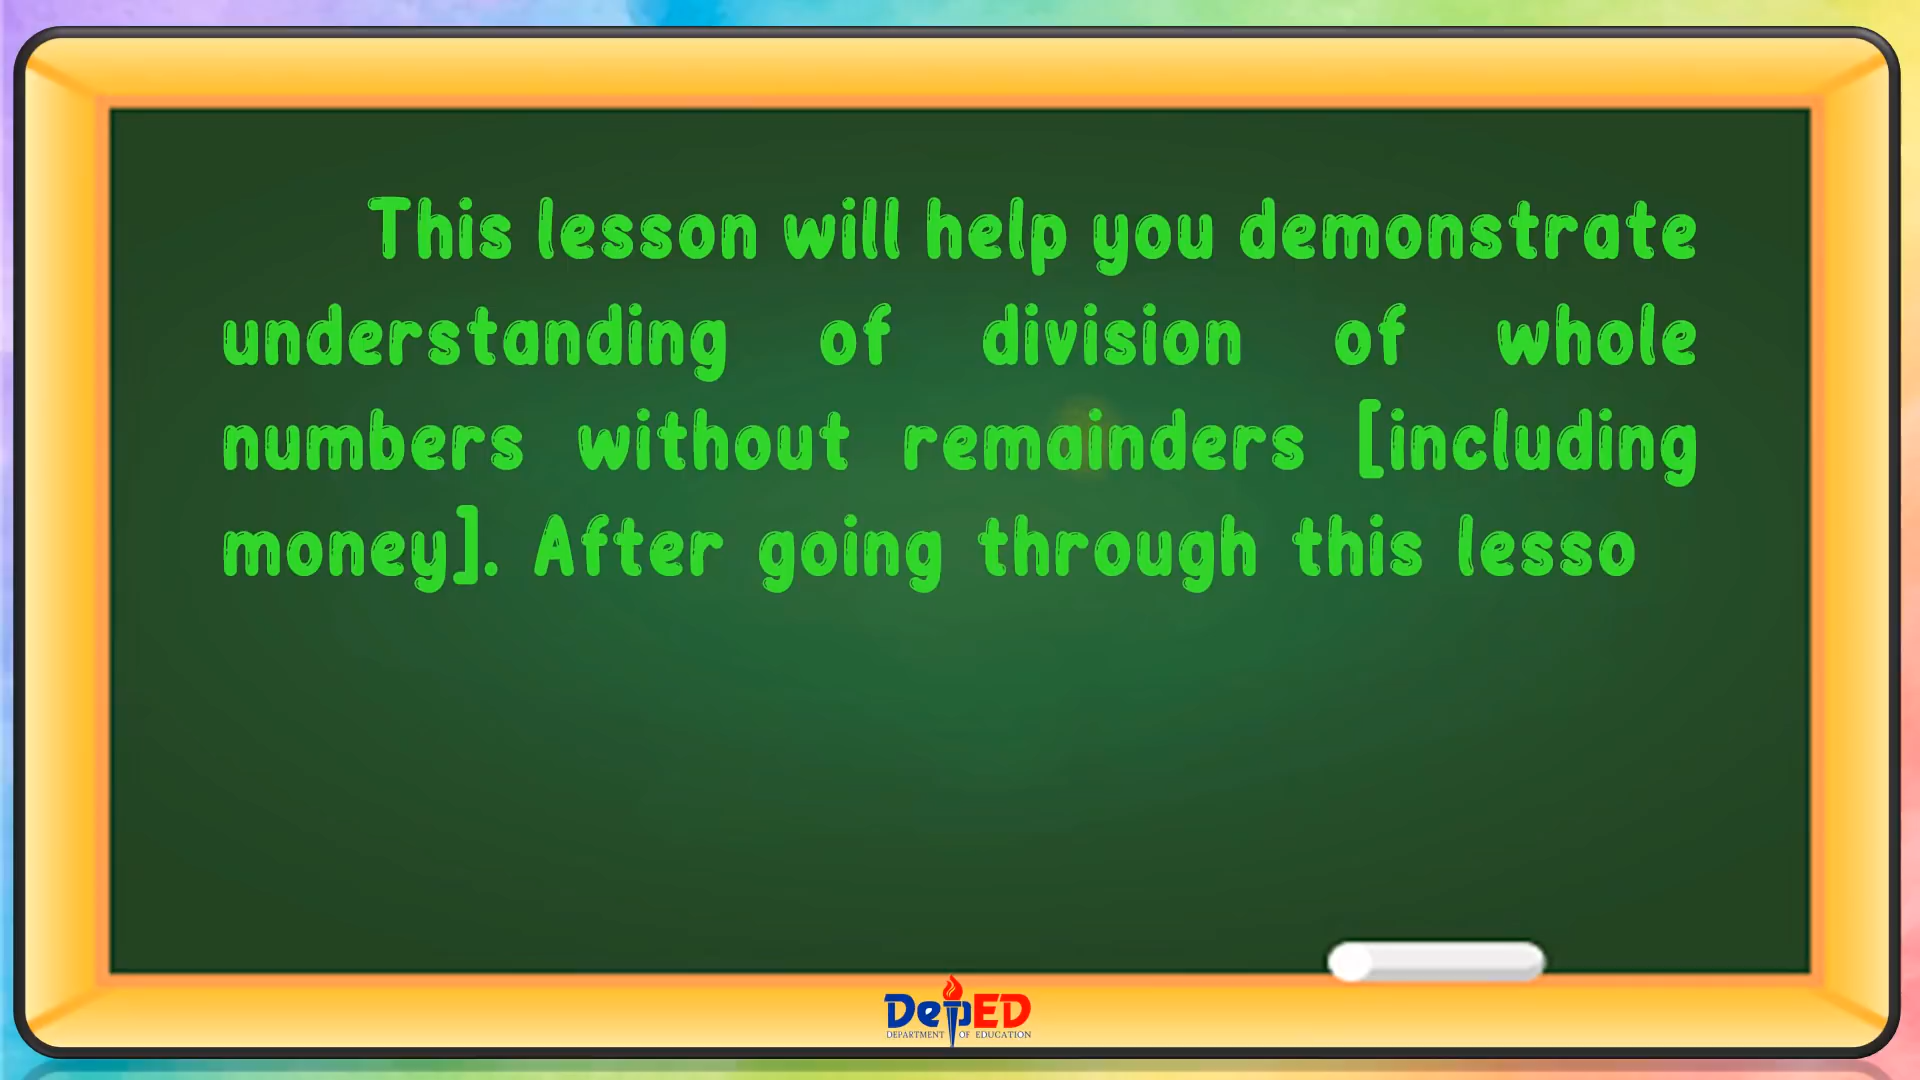 This lesson will help you demonstrate
understanding of division of whole
numbers without remainders [including
money]. After going through this lesso
DepED
DEPARTMENT OF EDUCATION